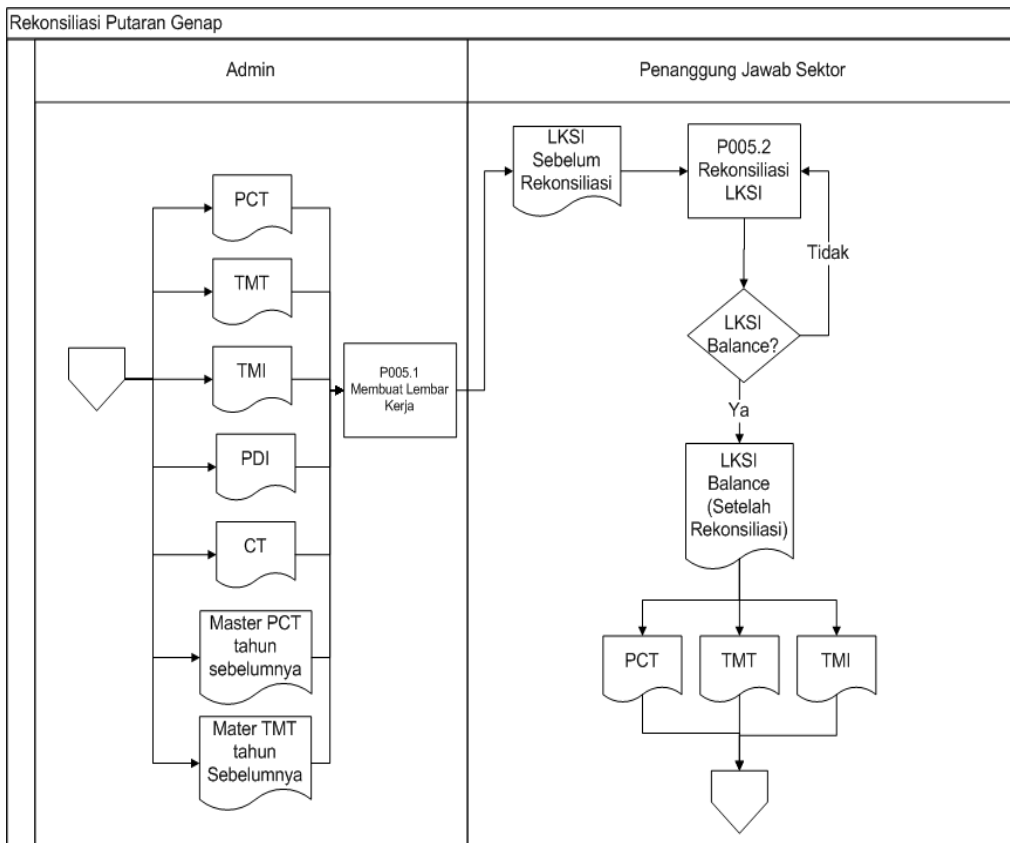 Rekonsiliasi Putaran Genap
Admin
Penanggung Jawab Sektor
PCT
TMT
TMI
PDI
CT
Master PCT
tahun
sebelumnya
Mater TMT
tahun
Sebelumnya
P005.1
Membuat Lembar
Kerja
LKSI
Sebelum
Rekonsiliasi
P005.2
Rekonsiliasi
LKSI
Tidak
LKSI
Balance?
Ya
LKSI
Balance
(Setelah
Rekonsiliasi)
PCT
TMT
TMI